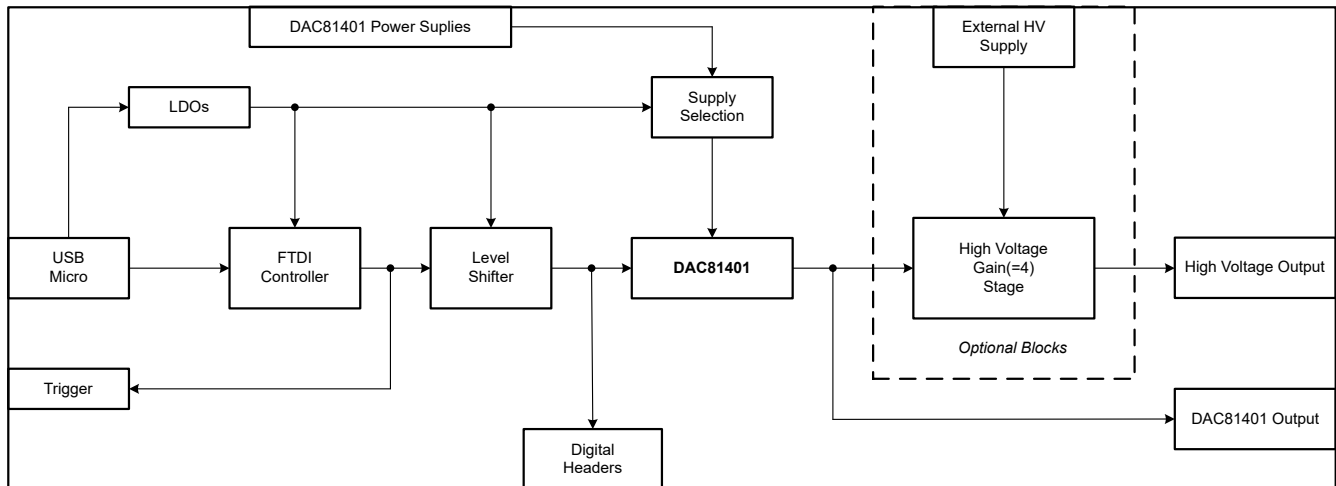 DAC81401 Power Suplies
External HV
Supply
LDOs
Supply
Selection
USB
Micro
FTDI
Controller
Level
Shifter
DAC81401
High Voltage
Gain(=4)
Stage
High Voltage Output
Optional Blocks
Trigger
DAC81401 Output
Digital
Headers